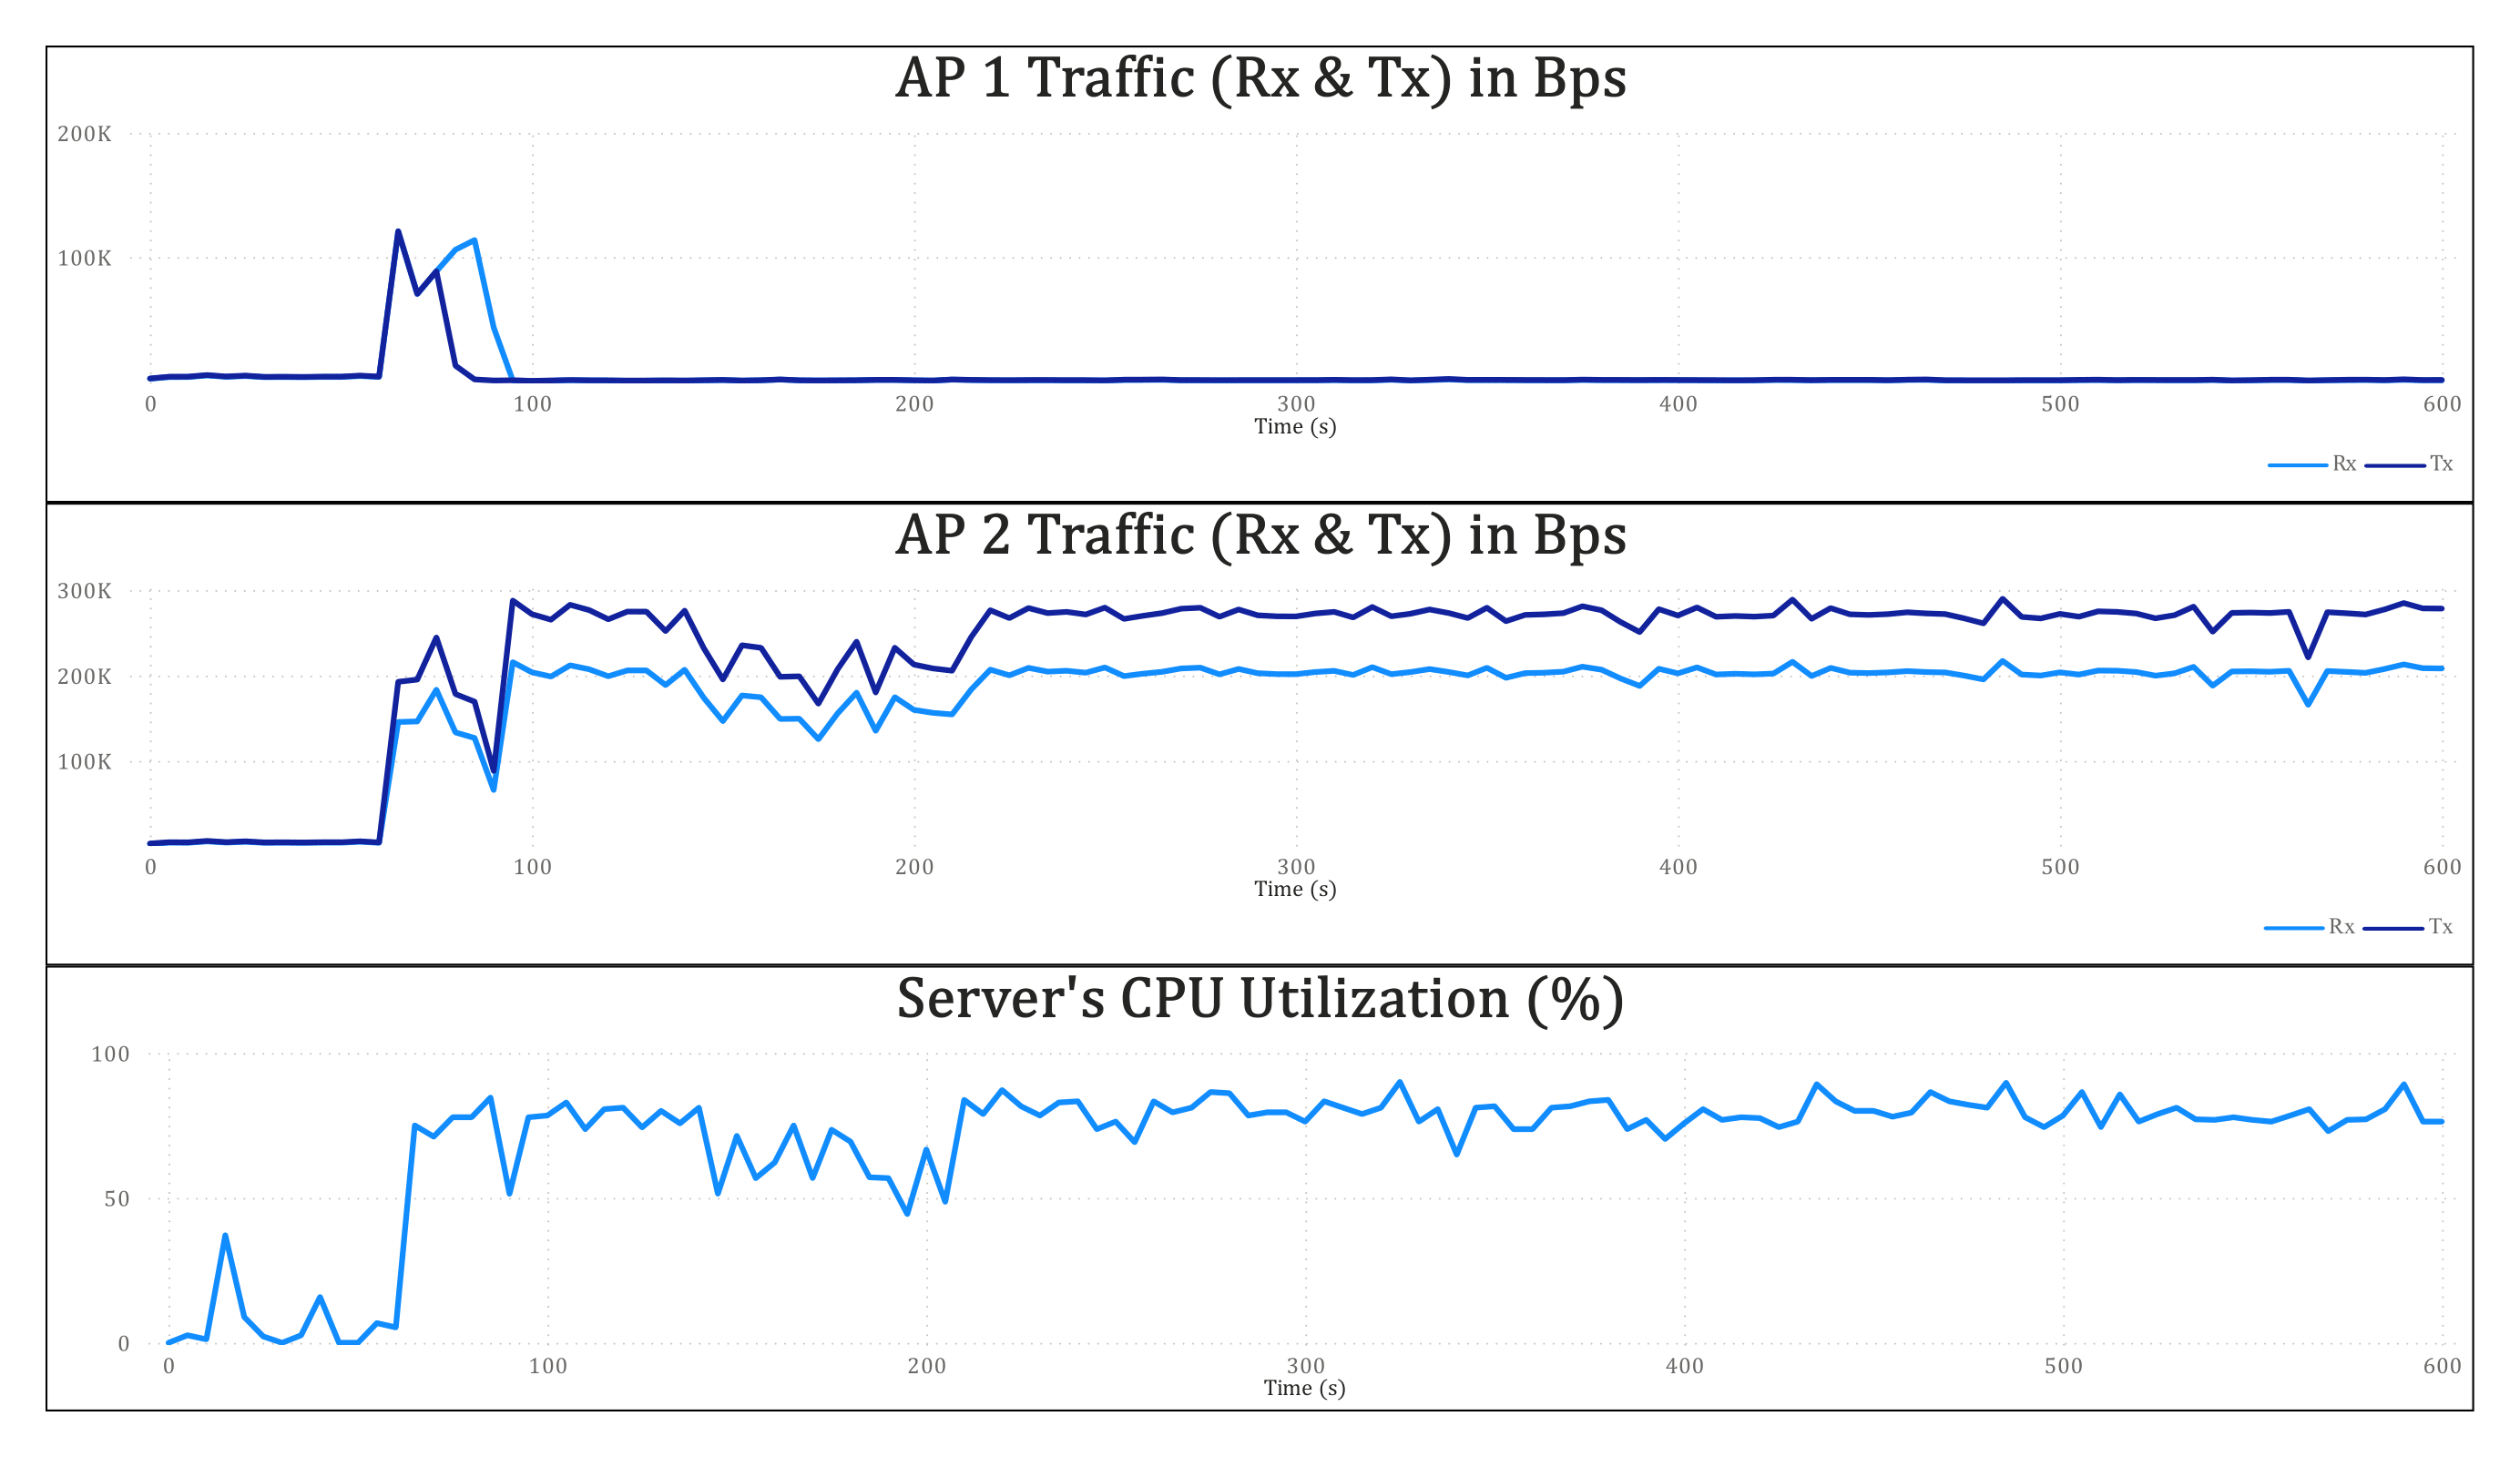 AP 1 Traffic (Rx & Tx) in Bps
200K
100K
0 100 200 300 400 500 600
Time (s)
Rx Tx
AP 2 Traffic (Rx & Tx) in Bps
300K
200K
100K
0 100 200 300 400 500 600
Time (s)
Rx Tx
Server's CPU Utilization (%)
100
50
0
0 100 200 300 400 500 600
Time (s)